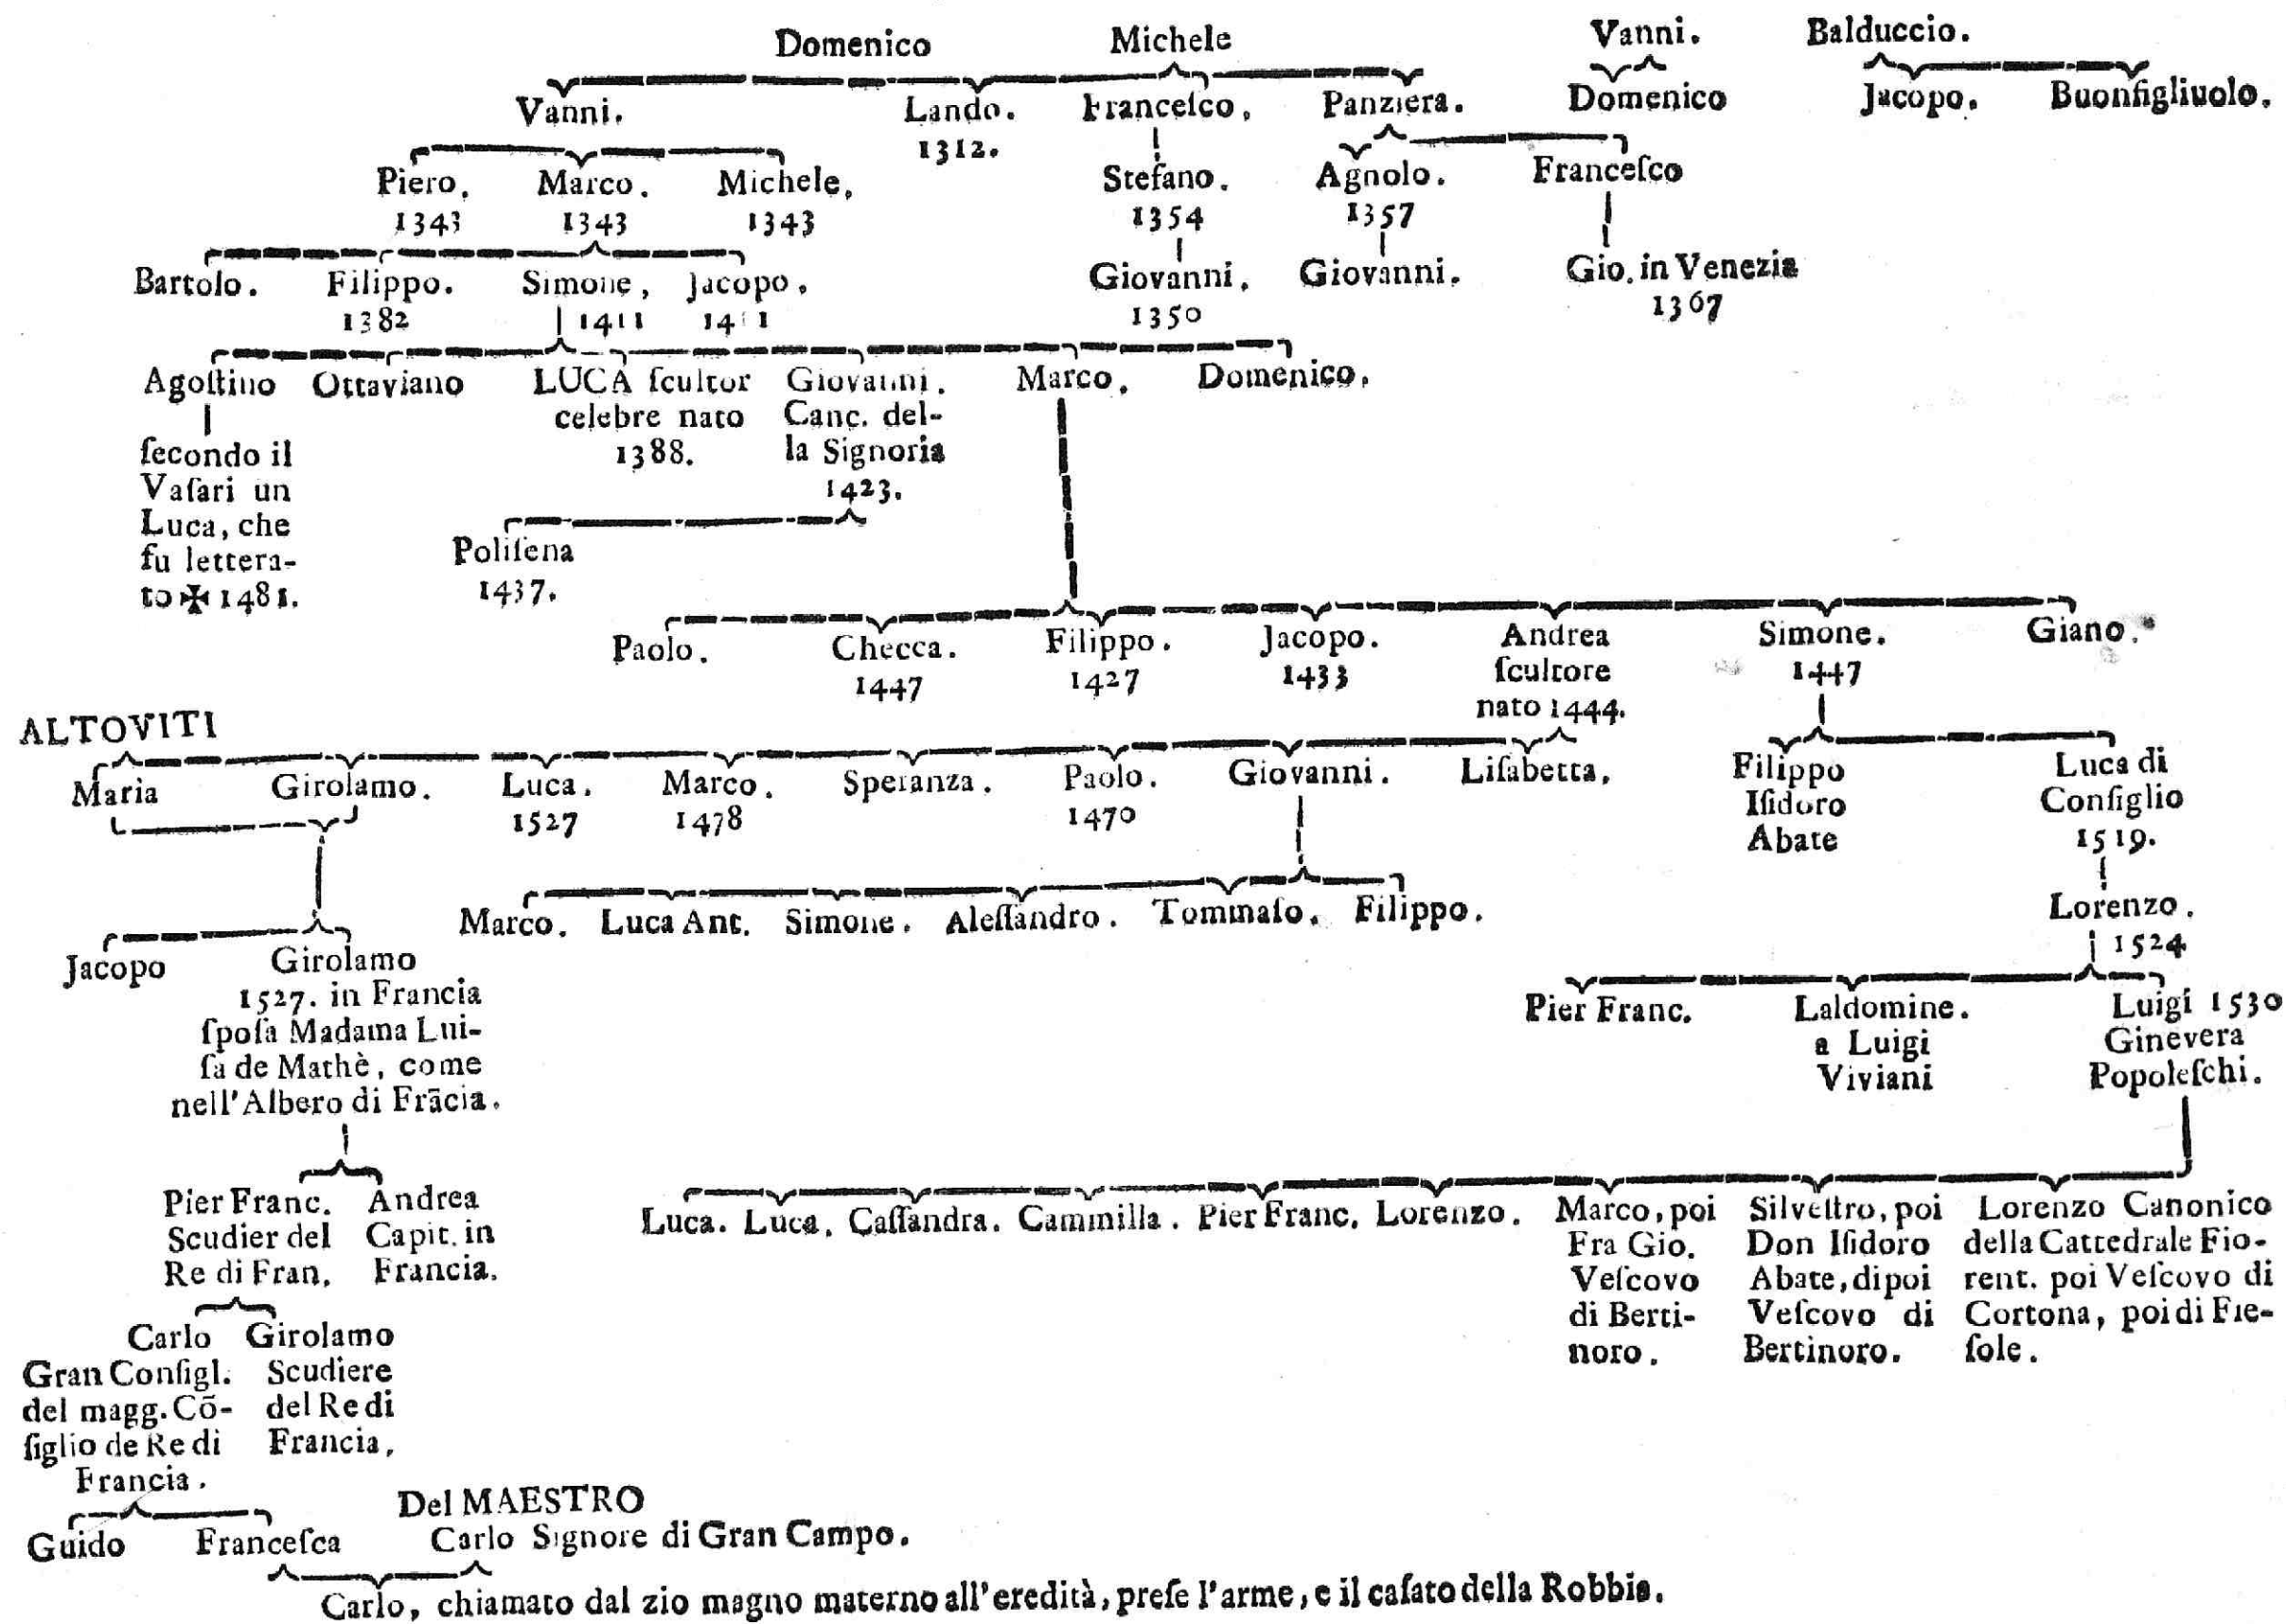 Domenico Michele Vanni. Balduccio.
Vanni. Lando. Franceſco. Panziera. Domenico Jacopo. Buonfigliuolo.
1312.
Piero. Marco. Michele. Stefano. Agnolo. Franceſco
1343 1343 1343 1354 1357
Bartolo. Filippo. Simone, Jacopo. Giovanni. Giovanni. Gio. in Venezia
1382 1411 1411 1350 1367
Agoſtino Ottaviano LUCA ſcultor Giovanni. Marco. Domenico.
celebre nato Canc. del-
1388. la Signoria
1423.
ſecondo il
Vaſari un
Luca, che
fu lettera-
to ✠ 1481.
Poliſena
1437.
Paolo. Checca. Filippo. Jacopo. Andrea Simone. Giano.
1447 1427 1433 ſcultore 1447
nato 1444.
ALTOVITI
Maria Girolamo. Luca. Marco. Speranza. Paolo. Giovanni. Liſabetta. Filippo Luca di
1527 1478 1470 Iſidoro Conſiglio
Abate 1519.
Marco. Luca Ant. Simone. Aleſſandro. Tommaſo. Filippo. Lorenzo.
1524
Jacopo Girolamo
1527. in Francia
ſpoſa Madama Lui-
ſa de Mathè, come
nell'Albero di Frācia.
Pier Franc. Laldomine. Luigi 1530
a Luigi Ginevera
Viviani Popoleſchi.
Pier Franc. Andrea
Scudier del Capit. in
Re di Fran. Francia.
Luca. Luca. Caſſandra. Cammilla. Pier Franc. Lorenzo. Marco, poi Silveſtro, poi Lorenzo Canonico
Fra Gio. Don Iſidoro della Cattedrale Fio-
Veſcovo Abate, dipoi rent. poi Veſcovo di
di Berti- Veſcovo di Cortona, poi di Fie-
noro. Bertinoro. ſole.
Carlo Girolamo
Gran Conſigl. Scudiere
del magg. Cō- del Re di
ſiglio de Re di Francia.
Francia.
Del MAESTRO
Guido Franceſca Carlo Signore di Gran Campo.
Carlo, chiamato dal zio magno materno all'eredità, preſe l'arme, e il caſato della Robbia.